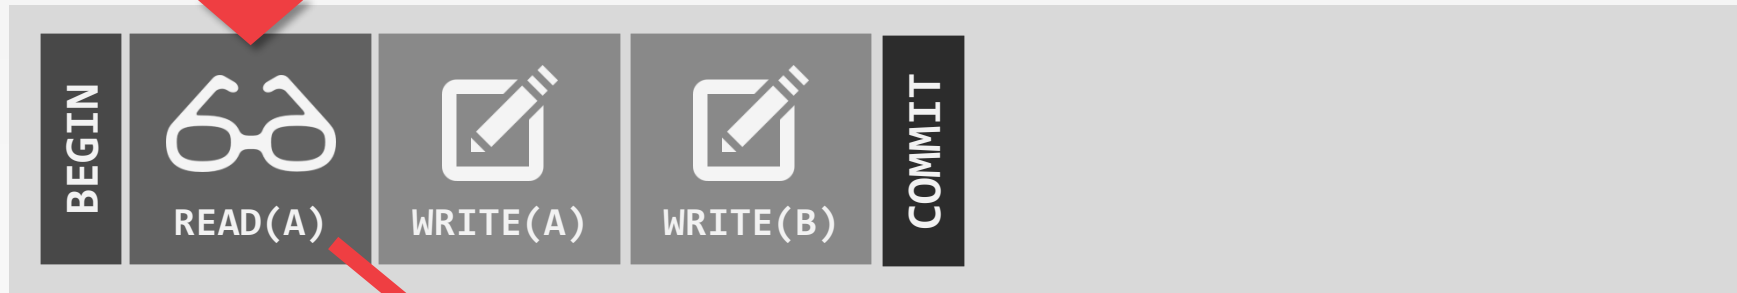 BEGIN
READ(A)
WRITE(A)
WRITE(B)
COMMIT